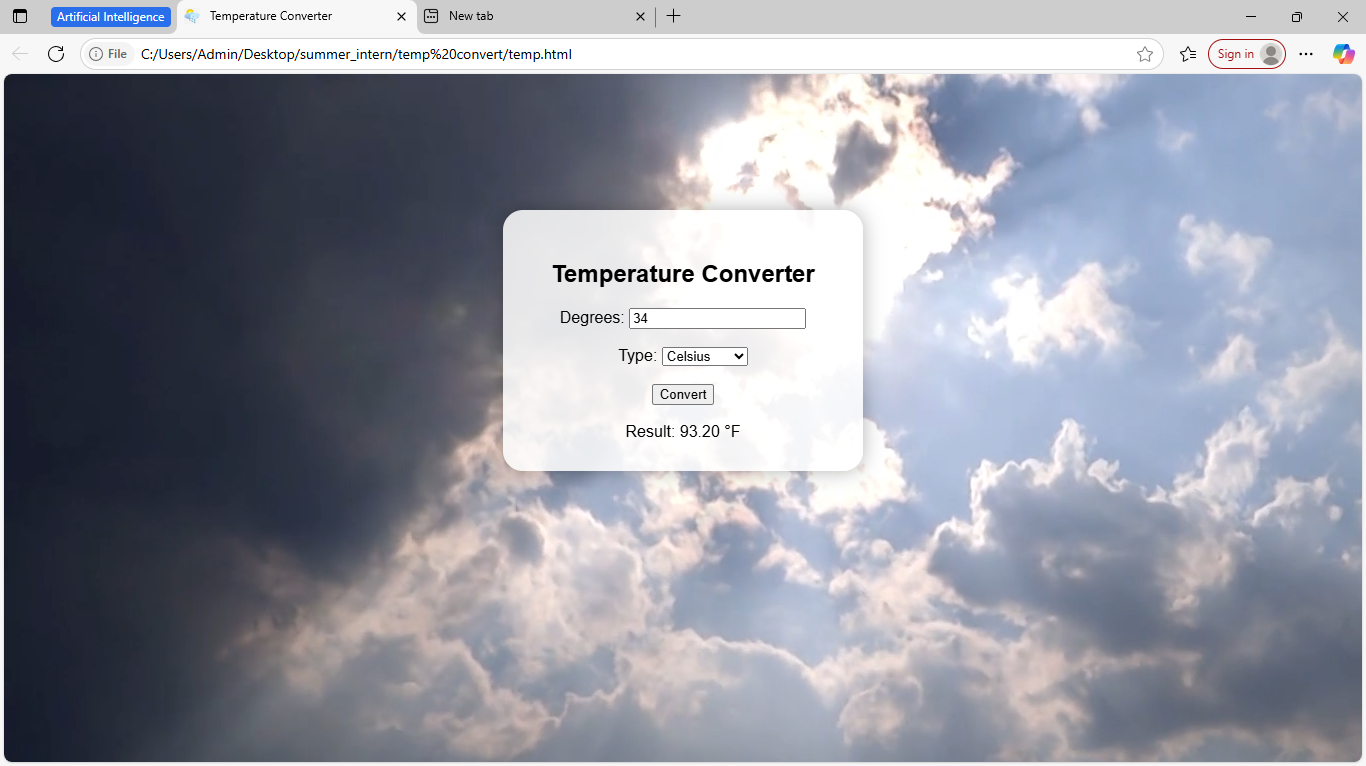 Artificial Intelligence
Temperature Converter
New tab
File
C:/Users/Admin/Desktop/summer_intern/temp%20convert/temp.html
Sign in
Temperature Converter
Degrees: 34
Type: Celsius
Convert
Result: 93.20 °F